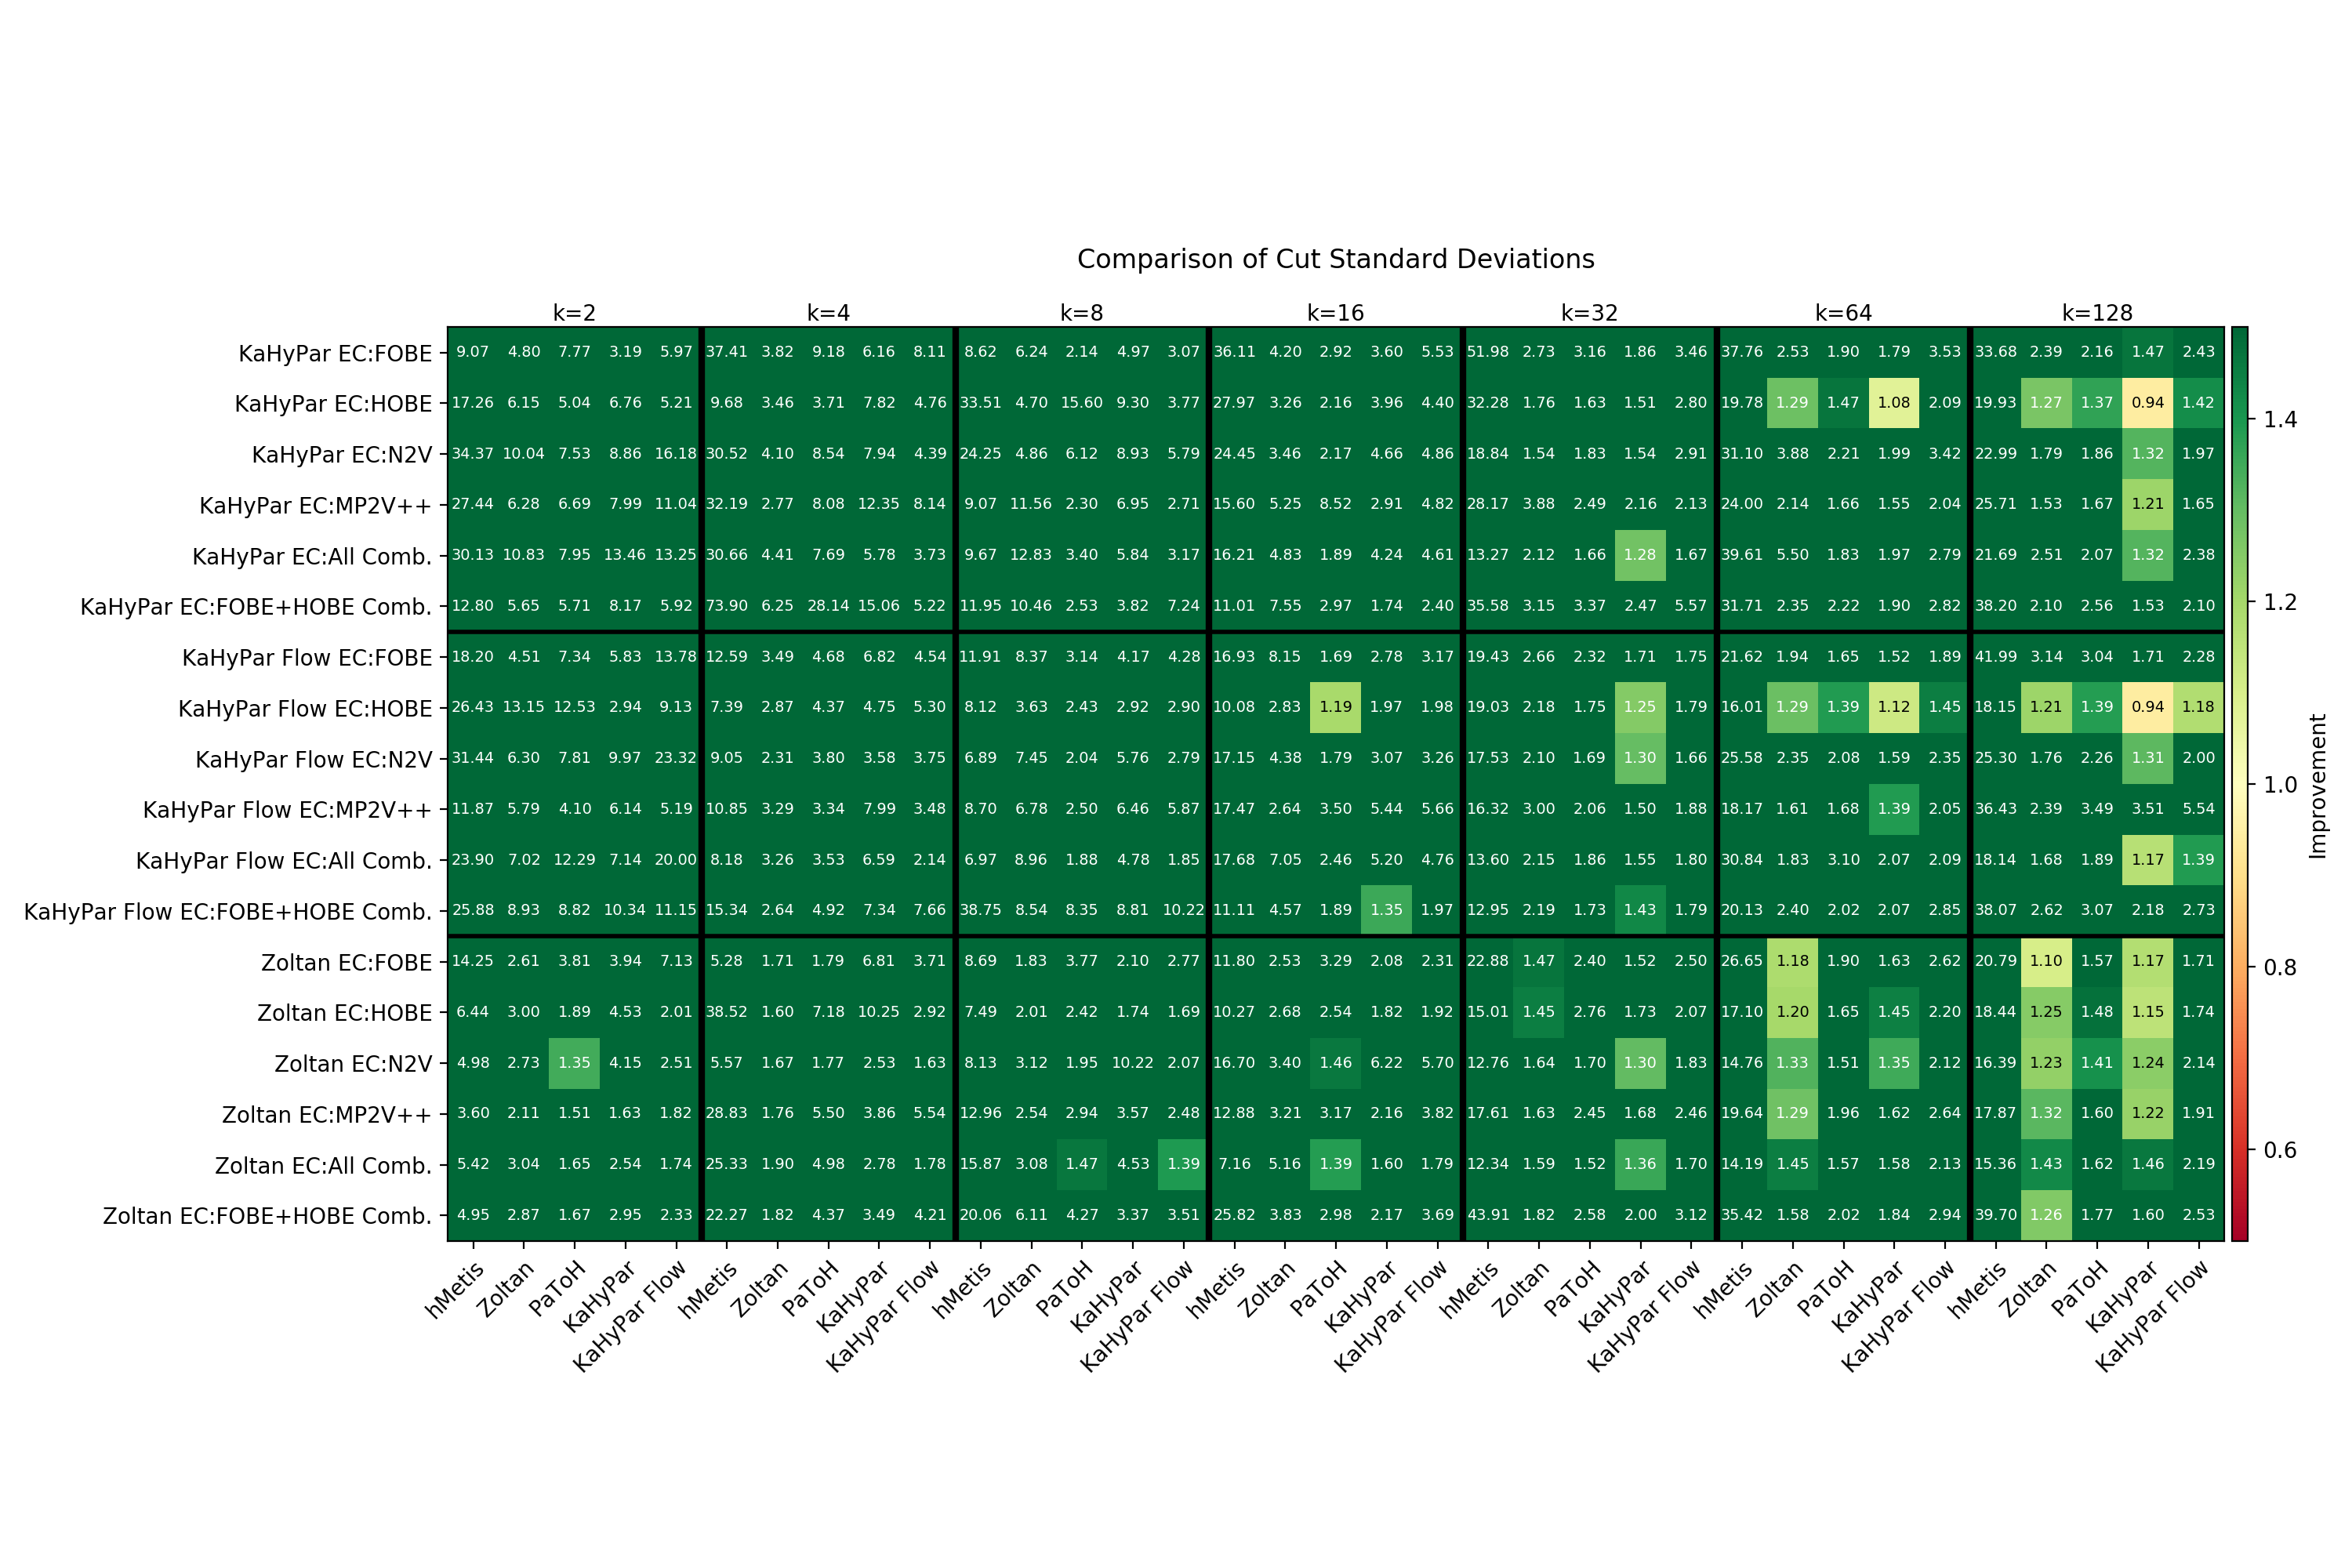 Comparison of Cut Standard Deviations
k=2 k=4 k=8 k=16 k=32 k=64 k=128
KaHyPar EC:FOBE 9.07 4.80 7.77 3.19 5.97 37.41 3.82 9.18 6.16 8.11 8.62 6.24 2.14 4.97 3.07 36.11 4.20 2.92 3.60 5.53 51.98 2.73 3.16 1.86 3.46 37.76 2.53 1.90 1.79 3.53 33.68 2.39 2.16 1.47 2.43
KaHyPar EC:HOBE 17.26 6.15 5.04 6.76 5.21 9.68 3.46 3.71 7.82 4.76 33.51 4.70 15.60 9.30 3.77 27.97 3.26 2.16 3.96 4.40 32.28 1.76 1.63 1.51 2.80 19.78 1.29 1.47 1.08 2.09 19.93 1.27 1.37 0.94 1.42
KaHyPar EC:N2V 34.37 10.04 7.53 8.86 16.18 30.52 4.10 8.54 7.94 4.39 24.25 4.86 6.12 8.93 5.79 24.45 3.46 2.17 4.66 4.86 18.84 1.54 1.83 1.54 2.91 31.10 3.88 2.21 1.99 3.42 22.99 1.79 1.86 1.32 1.97
KaHyPar EC:MP2V++ 27.44 6.28 6.69 7.99 11.04 32.19 2.77 8.08 12.35 8.14 9.07 11.56 2.30 6.95 2.71 15.60 5.25 8.52 2.91 4.82 28.17 3.88 2.49 2.16 2.13 24.00 2.14 1.66 1.55 2.04 25.71 1.53 1.67 1.21 1.65
KaHyPar EC:All Comb. 30.13 10.83 7.95 13.46 13.25 30.66 4.41 7.69 5.78 3.73 9.67 12.83 3.40 5.84 3.17 16.21 4.83 1.89 4.24 4.61 13.27 2.12 1.66 1.28 1.67 39.61 5.50 1.83 1.97 2.79 21.69 2.51 2.07 1.32 2.38
KaHyPar EC:FOBE+HOBE Comb. 12.80 5.65 5.71 8.17 5.92 73.90 6.25 28.14 15.06 5.22 11.95 10.46 2.53 3.82 7.24 11.01 7.55 2.97 1.74 2.40 35.58 3.15 3.37 2.47 5.57 31.71 2.35 2.22 1.90 2.82 38.20 2.10 2.56 1.53 2.10
KaHyPar Flow EC:FOBE 18.20 4.51 7.34 5.83 13.78 12.59 3.49 4.68 6.82 4.54 11.91 8.37 3.14 4.17 4.28 16.93 8.15 1.69 2.78 3.17 19.43 2.66 2.32 1.71 1.75 21.62 1.94 1.65 1.52 1.89 41.99 3.14 3.04 1.71 2.28
KaHyPar Flow EC:HOBE 26.43 13.15 12.53 2.94 9.13 7.39 2.87 4.37 4.75 5.30 8.12 3.63 2.43 2.92 2.90 10.08 2.83 1.19 1.97 1.98 19.03 2.18 1.75 1.25 1.79 16.01 1.29 1.39 1.12 1.45 18.15 1.21 1.39 0.94 1.18
KaHyPar Flow EC:N2V 31.44 6.30 7.81 9.97 23.32 9.05 2.31 3.80 3.58 3.75 6.89 7.45 2.04 5.76 2.79 17.15 4.38 1.79 3.07 3.26 17.53 2.10 1.69 1.30 1.66 25.58 2.35 2.08 1.59 2.35 25.30 1.76 2.26 1.31 2.00
KaHyPar Flow EC:MP2V++ 11.87 5.79 4.10 6.14 5.19 10.85 3.29 3.34 7.99 3.48 8.70 6.78 2.50 6.46 5.87 17.47 2.64 3.50 5.44 5.66 16.32 3.00 2.06 1.50 1.88 18.17 1.61 1.68 1.39 2.05 36.43 2.39 3.49 3.51 5.54
KaHyPar Flow EC:All Comb. 23.90 7.02 12.29 7.14 20.00 8.18 3.26 3.53 6.59 2.14 6.97 8.96 1.88 4.78 1.85 17.68 7.05 2.46 5.20 4.76 13.60 2.15 1.86 1.55 1.80 30.84 1.83 3.10 2.07 2.09 18.14 1.68 1.89 1.17 1.39
KaHyPar Flow EC:FOBE+HOBE Comb. 25.88 8.93 8.82 10.34 11.15 15.34 2.64 4.92 7.34 7.66 38.75 8.54 8.35 8.81 10.22 11.11 4.57 1.89 1.35 1.97 12.95 2.19 1.73 1.43 1.79 20.13 2.40 2.02 2.07 2.85 38.07 2.62 3.07 2.18 2.73
Zoltan EC:FOBE 14.25 2.61 3.81 3.94 7.13 5.28 1.71 1.79 6.81 3.71 8.69 1.83 3.77 2.10 2.77 11.80 2.53 3.29 2.08 2.31 22.88 1.47 2.40 1.52 2.50 26.65 1.18 1.90 1.63 2.62 20.79 1.10 1.57 1.17 1.71
Zoltan EC:HOBE 6.44 3.00 1.89 4.53 2.01 38.52 1.60 7.18 10.25 2.92 7.49 2.01 2.42 1.74 1.69 10.27 2.68 2.54 1.82 1.92 15.01 1.45 2.76 1.73 2.07 17.10 1.20 1.65 1.45 2.20 18.44 1.25 1.48 1.15 1.74
Zoltan EC:N2V 4.98 2.73 1.35 4.15 2.51 5.57 1.67 1.77 2.53 1.63 8.13 3.12 1.95 10.22 2.07 16.70 3.40 1.46 6.22 5.70 12.76 1.64 1.70 1.30 1.83 14.76 1.33 1.51 1.35 2.12 16.39 1.23 1.41 1.24 2.14
Zoltan EC:MP2V++ 3.60 2.11 1.51 1.63 1.82 28.83 1.76 5.50 3.86 5.54 12.96 2.54 2.94 3.57 2.48 12.88 3.21 3.17 2.16 3.82 17.61 1.63 2.45 1.68 2.46 19.64 1.29 1.96 1.62 2.64 17.87 1.32 1.60 1.22 1.91
Zoltan EC:All Comb. 5.42 3.04 1.65 2.54 1.74 25.33 1.90 4.98 2.78 1.78 15.87 3.08 1.47 4.53 1.39 7.16 5.16 1.39 1.60 1.79 12.34 1.59 1.52 1.36 1.70 14.19 1.45 1.57 1.58 2.13 15.36 1.43 1.62 1.46 2.19
Zoltan EC:FOBE+HOBE Comb. 4.95 2.87 1.67 2.95 2.33 22.27 1.82 4.37 3.49 4.21 20.06 6.11 4.27 3.37 3.51 25.82 3.83 2.98 2.17 3.69 43.91 1.82 2.58 2.00 3.12 35.42 1.58 2.02 1.84 2.94 39.70 1.26 1.77 1.60 2.53
hMetis Zoltan PaToH KaHyPar KaHyPar Flow hMetis Zoltan PaToH KaHyPar KaHyPar Flow hMetis Zoltan PaToH KaHyPar KaHyPar Flow hMetis Zoltan PaToH KaHyPar KaHyPar Flow hMetis Zoltan PaToH KaHyPar KaHyPar Flow hMetis Zoltan PaToH KaHyPar KaHyPar Flow hMetis Zoltan PaToH KaHyPar KaHyPar Flow
1.4
1.2
1.0
0.8
0.6
Improvement